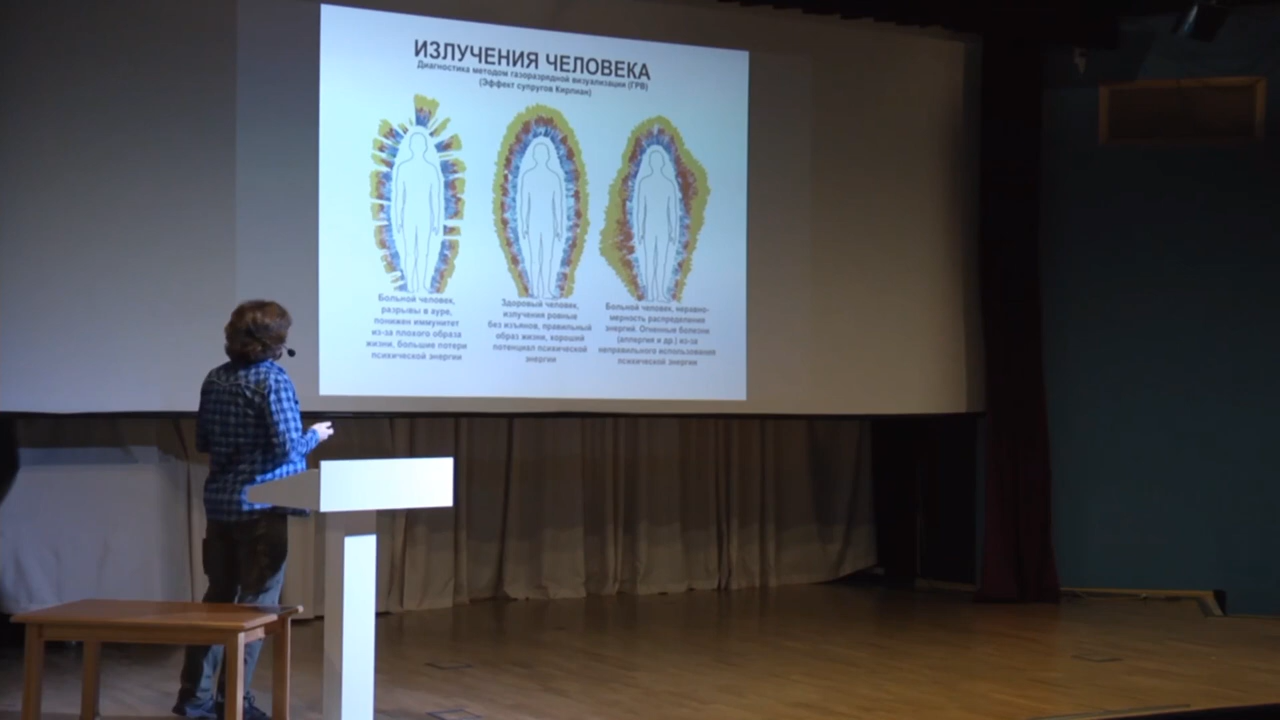 ИЗЛУЧЕНИЯ ЧЕЛОВЕКА
Диагностика методом газоразрядной визуализации (ГРВ)
(Эффект супругов Кирлиан)
Больной человек,
разрывы в ауре,
понижен иммунитет
из-за плохого образа
жизни, большие потери
психической энергии
Здоровый человек,
излучения ровные
без изъянов, правильный
образ жизни, хороший
потенциал психической
энергии
Больной человек, неравно-
мерность распределения
энергий. Огненные болезни
(аллергия и др.) из-за
неправильного использования
психической энергии